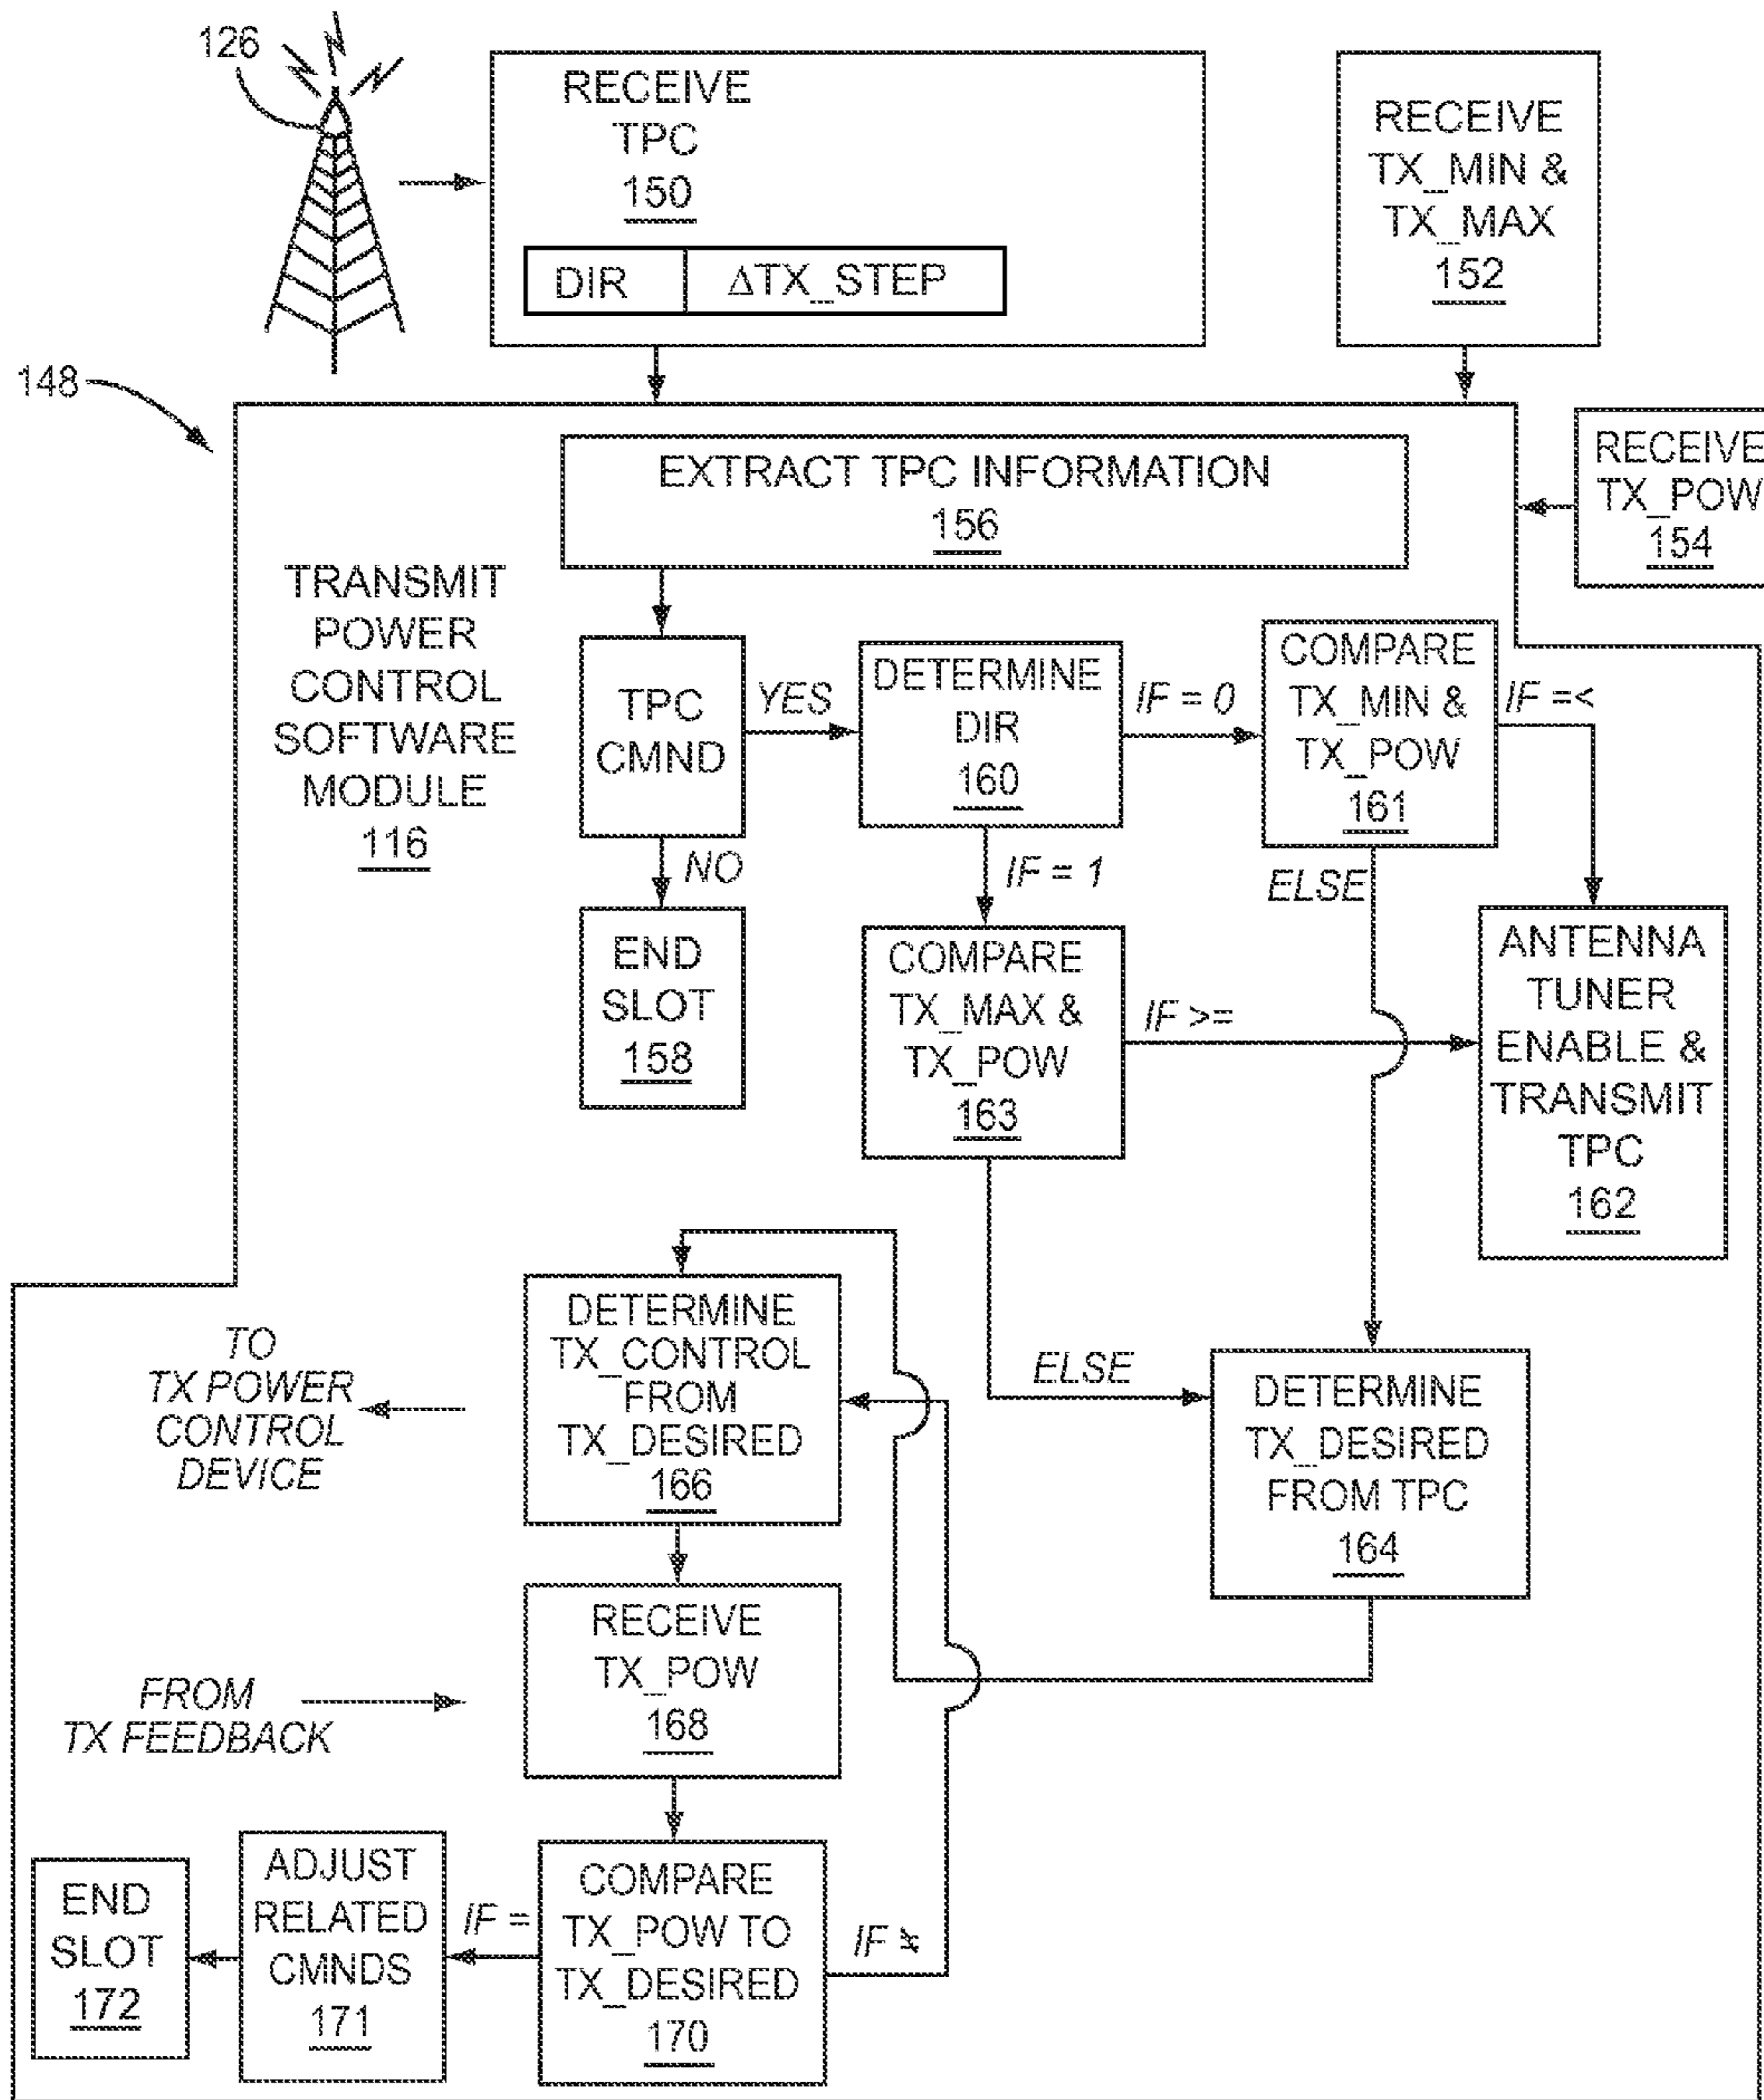 126
RECEIVE
TPC
150
DIR
ΔTX_STEP
RECEIVE
TX_MIN &
TX_MAX
152
148
RECEIVE
TX_POW
154
EXTRACT TPC INFORMATION
156
TRANSMIT
POWER
CONTROL
SOFTWARE
MODULE
116
TPC
CMND
YES
DETERMINE
DIR
160
IF = 0
COMPARE
TX_MIN &
TX_POW
161
IF =<
NO
IF = 1
ELSE
END
SLOT
158
COMPARE
TX_MAX &
TX_POW
163
IF >=
ANTENNA
TUNER
ENABLE &
TRANSMIT
TPC
162
TO
TX POWER
CONTROL
DEVICE
DETERMINE
TX_CONTROL
FROM
TX_DESIRED
166
ELSE
DETERMINE
TX_DESIRED
FROM TPC
164
FROM
TX FEEDBACK
RECEIVE
TX_POW
168
END
SLOT
172
ADJUST
RELATED
CMNDS
171
IF =
COMPARE
TX_POW TO
TX_DESIRED
170
IF ≠